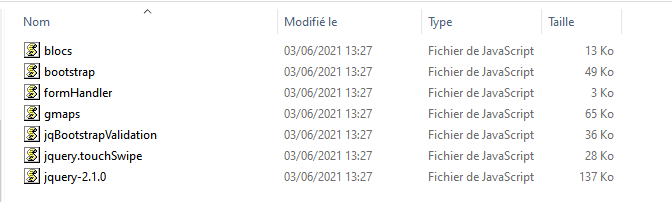 Nom Modifié le Type Taille
blocs 03/06/2021 13:27 Fichier de JavaScript 13 Ko
bootstrap 03/06/2021 13:27 Fichier de JavaScript 49 Ko
formHandler 03/06/2021 13:27 Fichier de JavaScript 3 Ko
gmaps 03/06/2021 13:27 Fichier de JavaScript 65 Ko
jqBootstrapValidation 03/06/2021 13:27 Fichier de JavaScript 36 Ko
jquery.touchSwipe 03/06/2021 13:27 Fichier de JavaScript 28 Ko
jquery-2.1.0 03/06/2021 13:27 Fichier de JavaScript 137 Ko